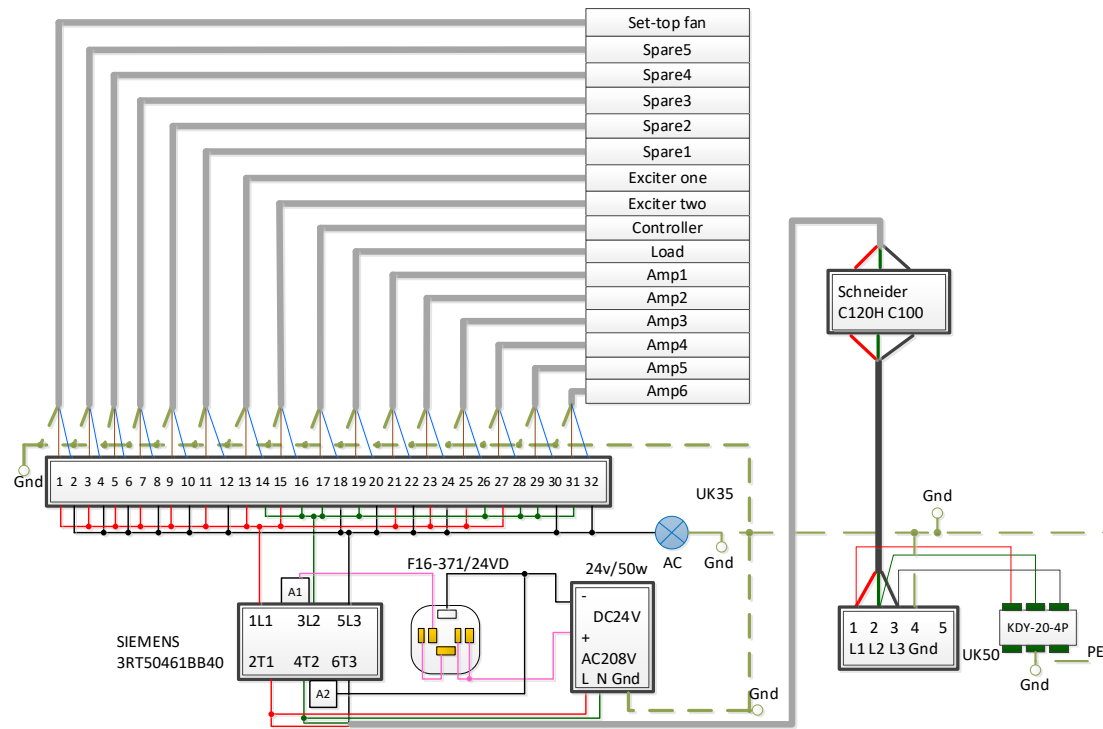 Set-top fan
Spare5
Spare4
Spare3
Spare2
Spare1
Exciter one
Exciter two
Controller
Load
Amp1
Amp2
Amp3
Amp4
Amp5
Amp6
Schneider
C120H C100
Gnd
1 2 3 4 5 6 7 8 9 10 11 12 13 14 15 16 17 18 19 20 21 22 23 24 25 26 27 28 29 30 31 32
UK35
Gnd
AC
Gnd
F16-371/24VD
24v/50w
A1
1L1 3L2 5L3
2T1 4T2 6T3
A2
SIEMENS
3RT50461BB40
-
DC24V
+
AC208V
L N Gnd
Gnd
1 2 3 4 5
L1 L2 L3 Gnd
UK50
KDY-20-4P
PE
Gnd